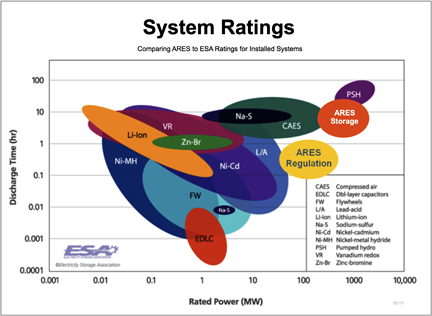 System Ratings
Comparing ARES to ESA Ratings for Installed Systems
Discharge Time (hr)
100
10
1
0.1
0.01
0.001
0.0001
0.001
0.01
0.1
1
10
100
1000
10,000
Rated Power (MW)
PSH
ARES
Storage
Na-S
CAES
VR
Li-Ion
Zn-Br
L/A
ARES
Regulation
Ni-MH
Ni-Cd
FW
Na-S
EDLC
CAES Compressed air
EDLC Dbl-layer capacitors
FW Flywheels
L/A Lead-acid
Li-Ion Lithium-ion
Na-S Sodium-sulfur
Ni-Cd Nickel-cadmium
Ni-MH Nickel-metal hydride
PSH Pumped hydro
VR Vanadium redox
Zn-Br Zinc-bromine
ESA
ELECTRICITY STORAGE ASSOCIATION
©Electricity Storage Association